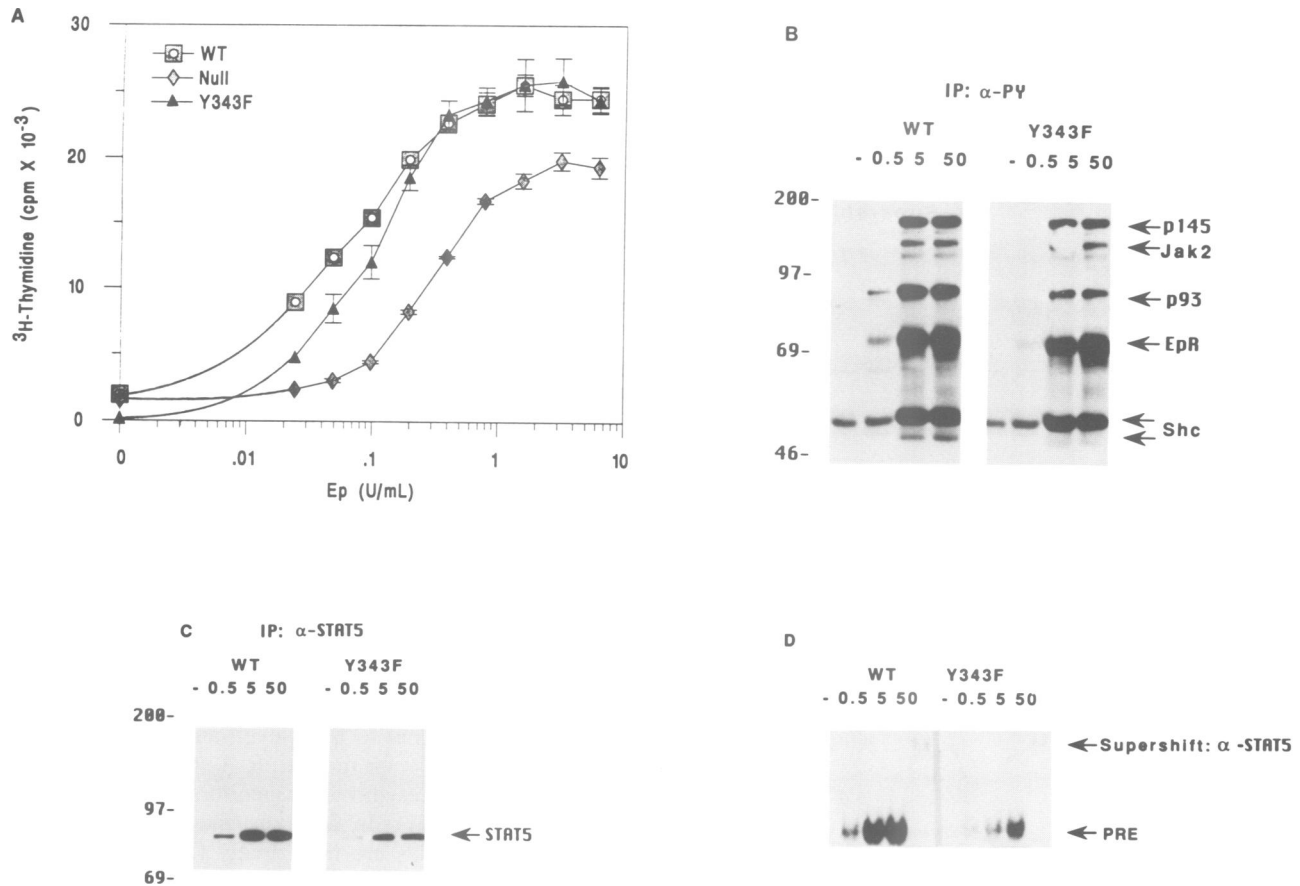 A
30
20
10
0
³H-Thymidine (cpm X 10⁻³)
WT
Null
Y343F
0 .01 .1 1 10
Ep (U/mL)
B
IP: α-PY
WT Y343F
- 0.5 5 50 - 0.5 5 50
200-
97-
69-
46-
p145
Jak2
p93
EpR
Shc
C
IP: α-STAT5
WT Y343F
- 0.5 5 50 - 0.5 5 50
200-
97-
69-
STAT5
D
WT Y343F
- 0.5 5 50 - 0.5 5 50
Supershift: α -STAT5
PRE